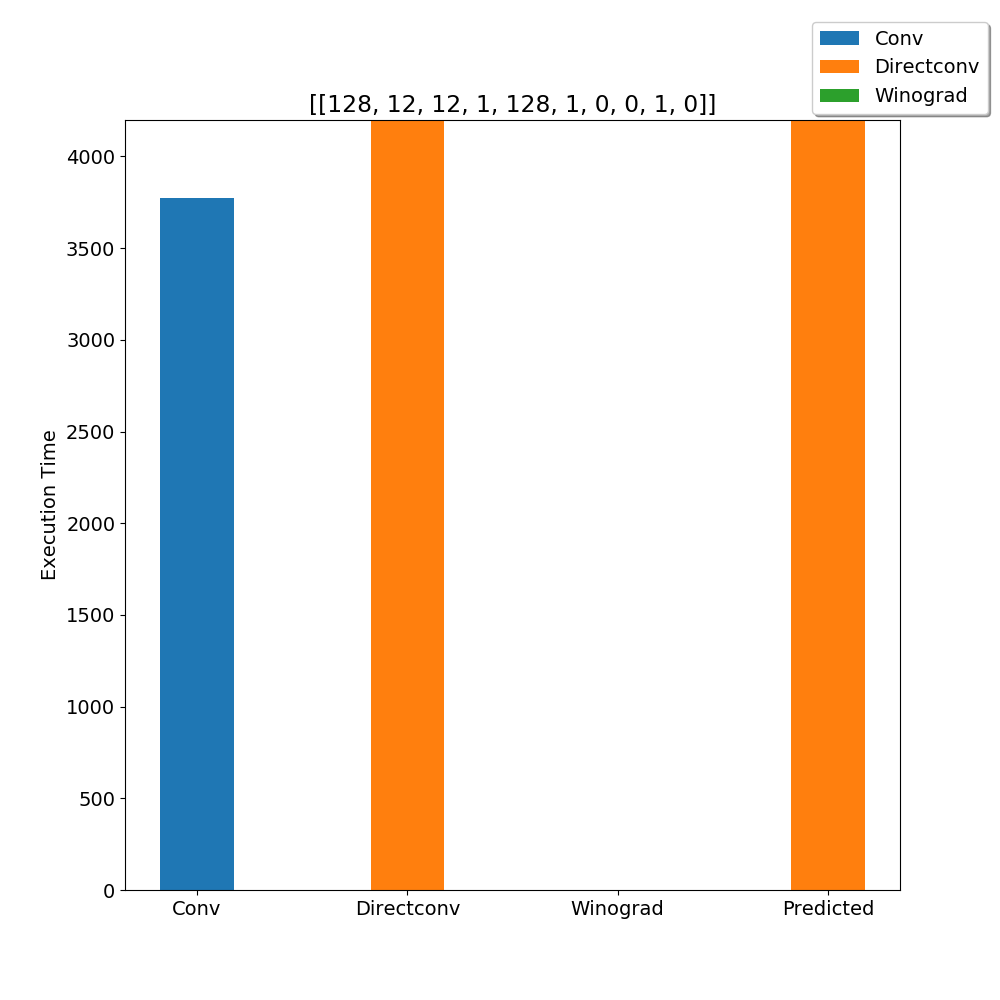 Conv
Directconv
Winograd
[[128, 12, 12, 1, 128, 1, 0, 0, 1, 0]]
4000
3500
3000
2500
2000
1500
1000
500
0
Execution Time
Conv Directconv Winograd Predicted